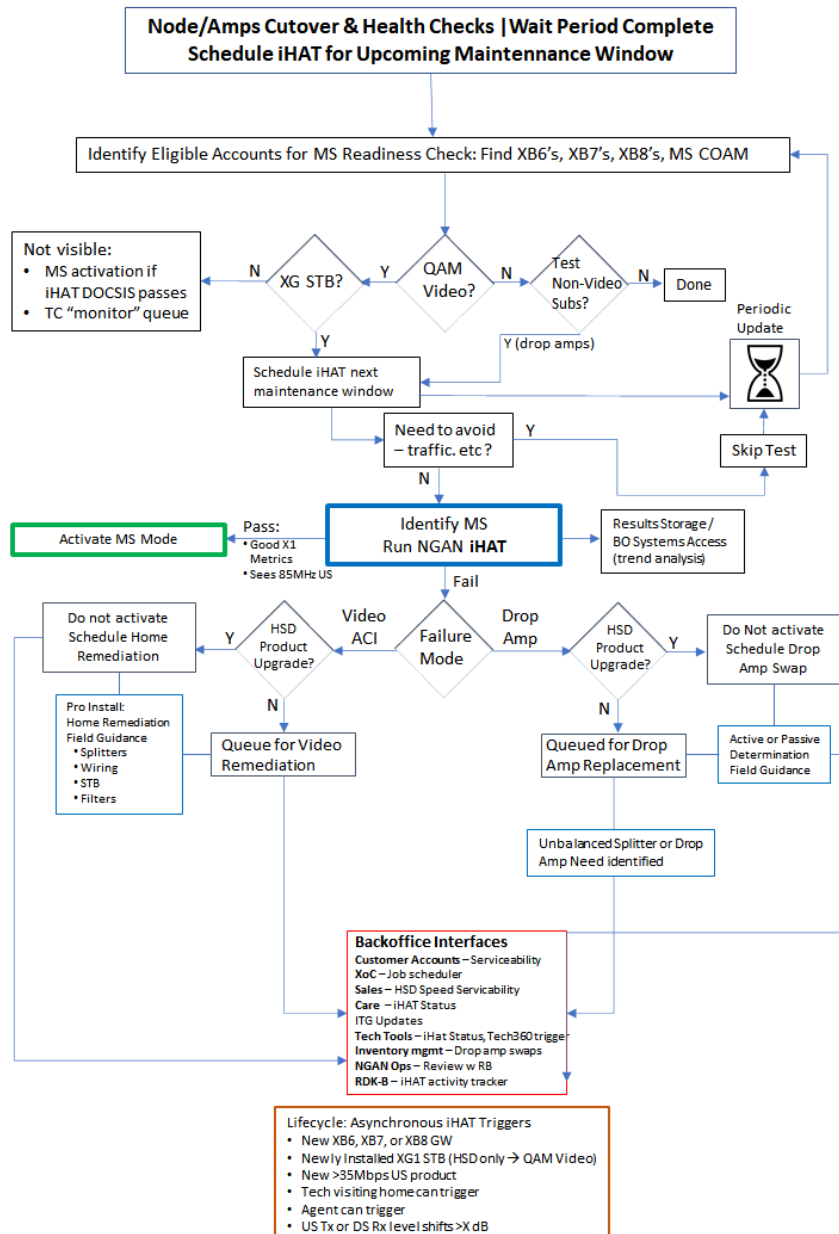 Node/Amps Cutover & Health Checks |Wait Period Complete
Schedule iHAT for Upcoming Maintennance Window
Identify Eligible Accounts for MS Readiness Check: Find XB6's, XB7's, XB8's, MS COAM
Not visible:
• MS activation if
iHAT DOCSIS passes
• TC “monitor” queue
N
XG STB?
Y
QAM
Video?
N
Test
Non-Video
Subs?
N
Done
Periodic
Update
Y
Y (drop amps)
Schedule iHAT next
maintenance window
Need to avoid
– traffic. etc ?
Y
Skip Test
N
Activate MS Mode
Pass:
• Good X1
Metrics
• Sees 85MHz US
Identify MS
Run NGAN iHAT
Results Storage /
BO Systems Access
(trend analysis)
Fail
Do not activate
Schedule Home
Remediation
Y
HSD
Product
Upgrade?
Video
ACI
Failure
Mode
Drop
Amp
HSD
Product
Upgrade?
Y
Do Not activate
Schedule Drop
Amp Swap
N
N
Pro Install:
Home Remediation
Field Guidance
• Splitters
• Wiring
• STB
• Filters
Queue for Video
Remediation
Queued for Drop
Amp Replacement
Active or Passive
Determination
Field Guidance
Unbalanced Splitter or Drop
Amp Need identified
Backoffice Interfaces
Customer Accounts – Serviceability
XoC – Job scheduler
Sales – HSD Speed Servicability
Care – iHAT Status
ITG Updates
Tech Tools – iHat Status, Tech360 trigger
Inventory mgmt – Drop amp swaps
NGAN Ops – Review w RB
RDK-B – iHAT activity tracker
Lifecycle: Asynchronous iHAT Triggers
• New XB6, XB7, or XB8 GW
• Newly Installed XG1 STB (HSD only → QAM Video)
• New >35Mbps US product
• Tech visiting home can trigger
• Agent can trigger
• US Tx or DS Rx level shifts >X dB